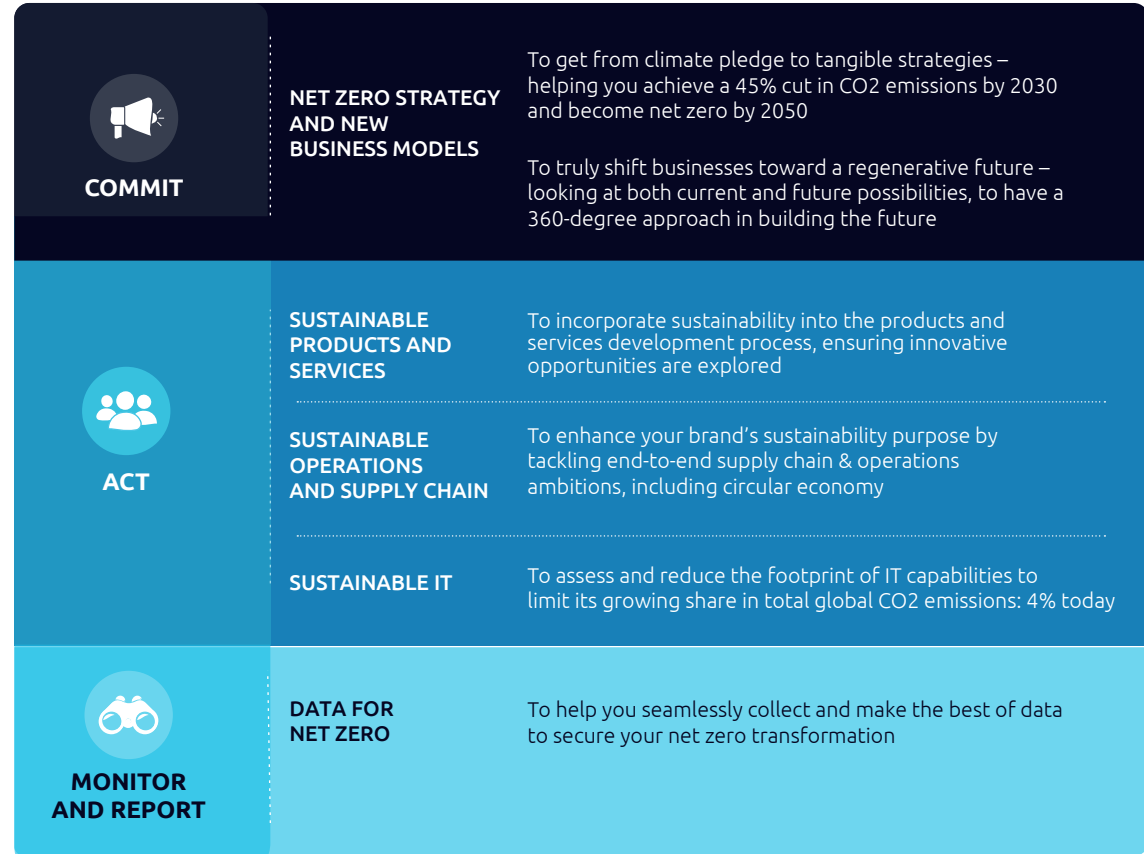 COMMIT
NET ZERO STRATEGY
AND NEW
BUSINESS MODELS
To get from climate pledge to tangible strategies –
helping you achieve a 45% cut in CO2 emissions by 2030
and become net zero by 2050
To truly shift businesses toward a regenerative future –
looking at both current and future possibilities, to have a
360-degree approach in building the future
ACT
SUSTAINABLE
PRODUCTS AND
SERVICES
To incorporate sustainability into the products and
services development process, ensuring innovative
opportunities are explored
SUSTAINABLE
OPERATIONS
AND SUPPLY CHAIN
To enhance your brand’s sustainability purpose by
tackling end-to-end supply chain & operations
ambitions, including circular economy
SUSTAINABLE IT
To assess and reduce the footprint of IT capabilities to
limit its growing share in total global CO2 emissions: 4% today
MONITOR
AND REPORT
DATA FOR
NET ZERO
To help you seamlessly collect and make the best of data
to secure your net zero transformation